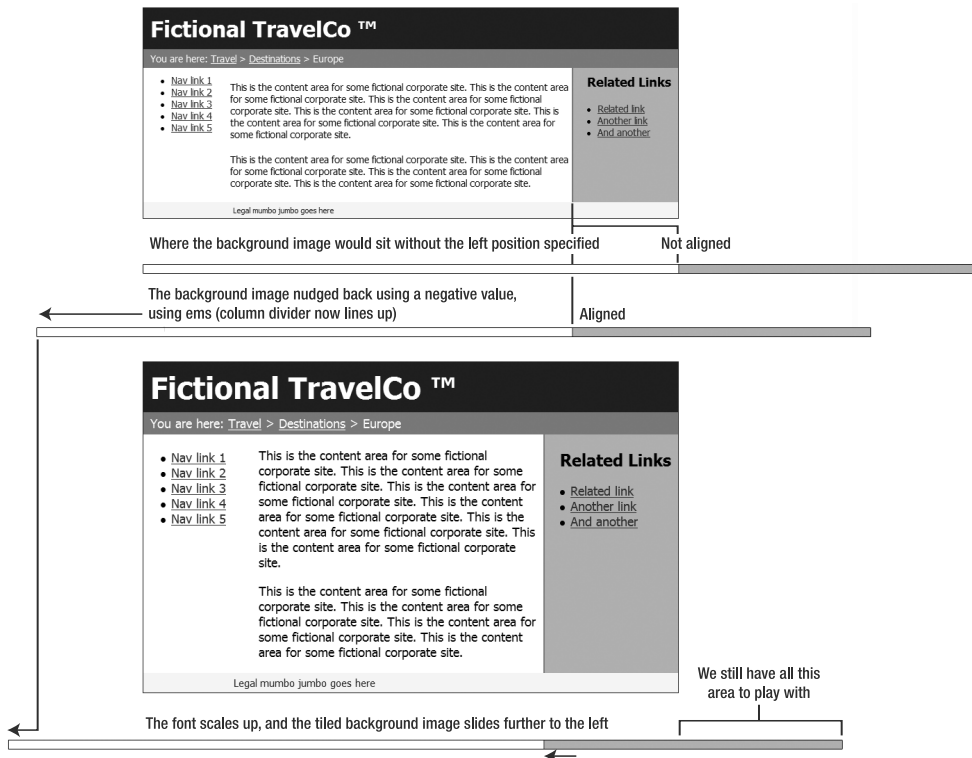 Fictional TravelCo ™
You are here: Travel > Destinations > Europe
• Nav link 1
• Nav link 2
• Nav link 3
• Nav link 4
• Nav link 5
This is the content area for some fictional corporate site. This is the content area
for some fictional corporate site. This is the content area for some fictional
corporate site. This is the content area for some fictional corporate site. This is
the content area for some fictional corporate site. This is the content area for
some fictional corporate site.
This is the content area for some fictional corporate site. This is the content area
for some fictional corporate site. This is the content area for some fictional
corporate site. This is the content area for some fictional corporate site.
Related Links
• Related link
• Another link
• And another
Legal mumbo jumbo goes here
Where the background image would sit without the left position specified
Not aligned
The background image nudged back using a negative value,
using ems (column divider now lines up)
Aligned
Fictional TravelCo ™
You are here: Travel > Destinations > Europe
• Nav link 1
• Nav link 2
• Nav link 3
• Nav link 4
• Nav link 5
This is the content area for some fictional
corporate site. This is the content area for some
fictional corporate site. This is the content area for
some fictional corporate site. This is the content
area for some fictional corporate site. This is the
content area for some fictional corporate site. This
is the content area for some fictional corporate
site.
This is the content area for some fictional
corporate site. This is the content area for some
fictional corporate site. This is the content area for
some fictional corporate site. This is the content
area for some fictional corporate site.
Related Links
• Related link
• Another link
• And another
Legal mumbo jumbo goes here
We still have all this
area to play with
The font scales up, and the tiled background image slides further to the left